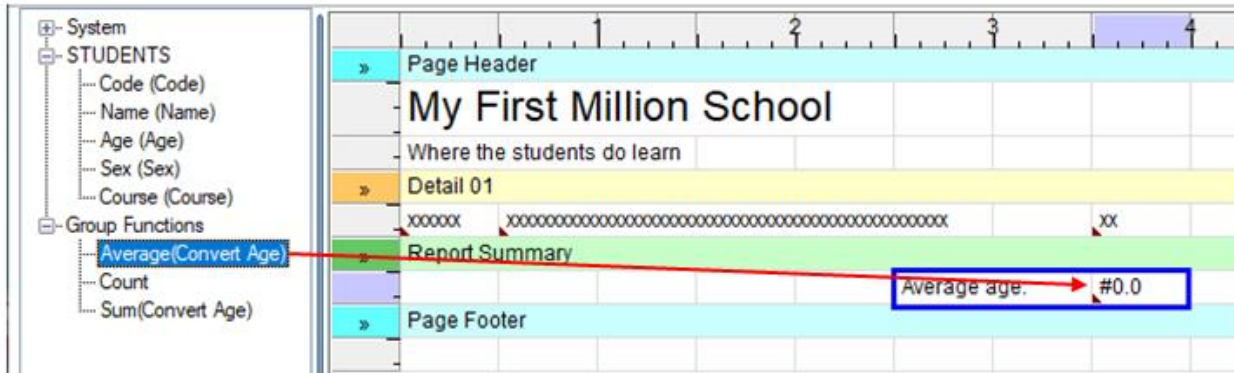 System
STUDENTS
Code (Code)
Name (Name)
Age (Age)
Sex (Sex)
Course (Course)
Group Functions
Average(Convert Age)
Count
Sum(Convert Age)
1 2 3 4
» Page Header
My First Million School
Where the students do learn
» Detail 01
xxxxxx xxxxxxxxxxxxxxxxxxxxxxxxxxxxxxxxxxxxxxxxxxxxxxxxxx xx
» Report Summary
Average age: #0.0
» Page Footer